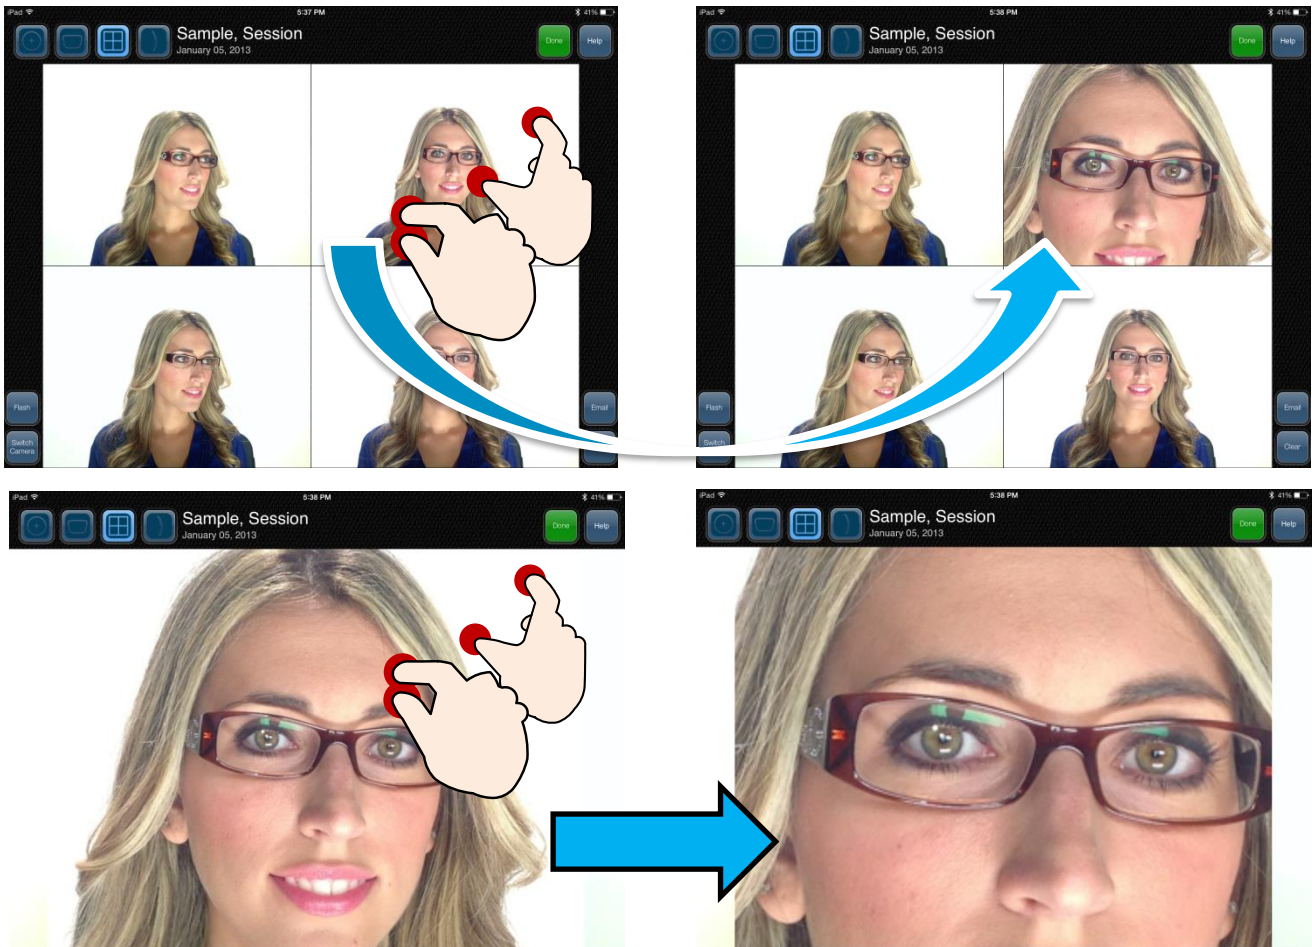 iPad 5:37 PM 41%
Sample, Session
January 05, 2013
Done
Help
Flash
Switch
Camera
Email
iPad 5:38 PM 41%
Sample, Session
January 05, 2013
Done
Help
Flash
Switch
Email
Clear
iPad 5:38 PM 41%
Sample, Session
January 05, 2013
Done
Help
iPad 5:38 PM 41%
Sample, Session
January 05, 2013
Done
Help